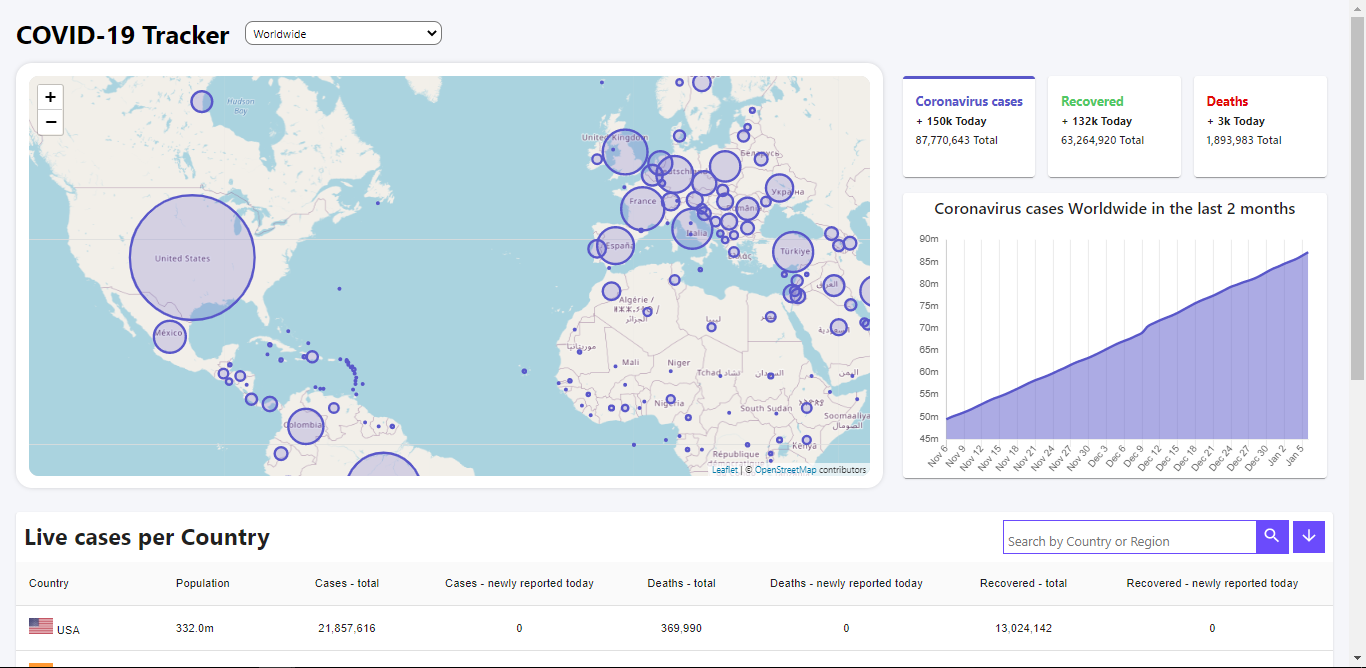 COVID-19 Tracker
Worldwide
+
−
Hudson
Bay
United Kingdom
Беларусь
Deutschland
Україна
France
România
Italia
España
Türkiye
United States
México
Algérie /
الجزائر
ليبيا
مصر
العراق
السعودية
موريتانيا
Mali
Niger
Tchad تشاد
السودان
اليمن
Nigeria
South Sudan
Soomaaliya
الصومال
Kenya
République
Colombia
Leaflet | © OpenStreetMap contributors
Coronavirus cases
+ 150k Today
87,770,643 Total
Recovered
+ 132k Today
63,264,920 Total
Deaths
+ 3k Today
1,893,983 Total
Coronavirus cases Worldwide in the last 2 months
90m
85m
80m
75m
70m
65m
60m
55m
50m
45m
Nov 6
Nov 9
Nov 12
Nov 15
Nov 18
Nov 21
Nov 24
Nov 27
Nov 30
Dec 3
Dec 6
Dec 9
Dec 12
Dec 15
Dec 18
Dec 21
Dec 24
Dec 27
Dec 30
Jan 2
Jan 5
Live cases per Country
Search by Country or Region
Country Population Cases - total Cases - newly reported today Deaths - total Deaths - newly reported today Recovered - total Recovered - newly reported today
USA 332.0m 21,857,616 0 369,990 0 13,024,142 0